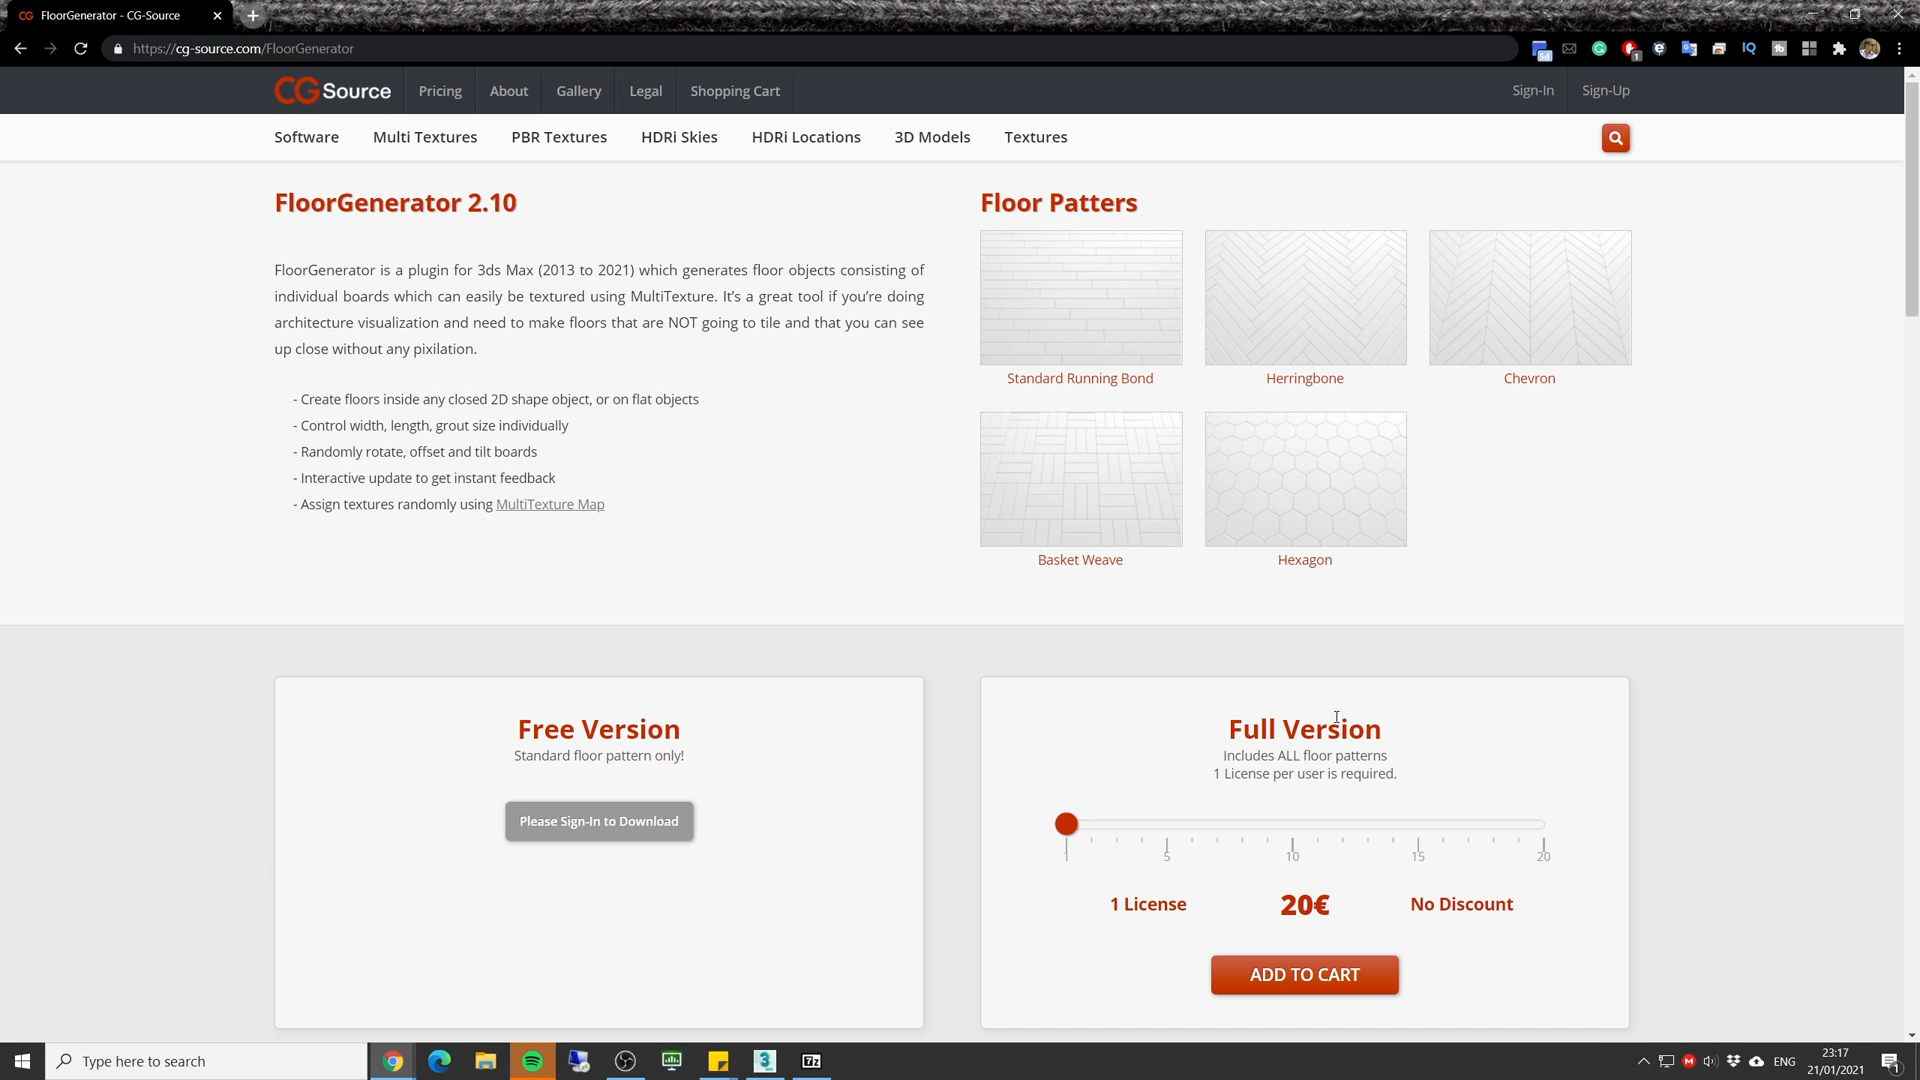 FloorGenerator - CG-Source
https://cg-source.com/FloorGenerator
5d
1
IQ
CGSource
Pricing
About
Gallery
Legal
Shopping Cart
Sign-In
Sign-Up
Software
Multi Textures
PBR Textures
HDRi Skies
HDRi Locations
3D Models
Textures
FloorGenerator 2.10
FloorGenerator is a plugin for 3ds Max (2013 to 2021) which generates floor objects consisting of
individual boards which can easily be textured using MultiTexture. It's a great tool if you're doing
architecture visualization and need to make floors that are NOT going to tile and that you can see
up close without any pixilation.
- Create floors inside any closed 2D shape object, or on flat objects
- Control width, length, grout size individually
- Randomly rotate, offset and tilt boards
- Interactive update to get instant feedback
- Assign textures randomly using MultiTexture Map
Floor Patters
Standard Running Bond
Herringbone
Chevron
Basket Weave
Hexagon
Free Version
Standard floor pattern only!
Please Sign-In to Download
Full Version
Includes ALL floor patterns
1 License per user is required.
1
5
10
15
20
1 License
20€
No Discount
ADD TO CART
Type here to search
3
7z
ENG
23:17
21/01/2021
1